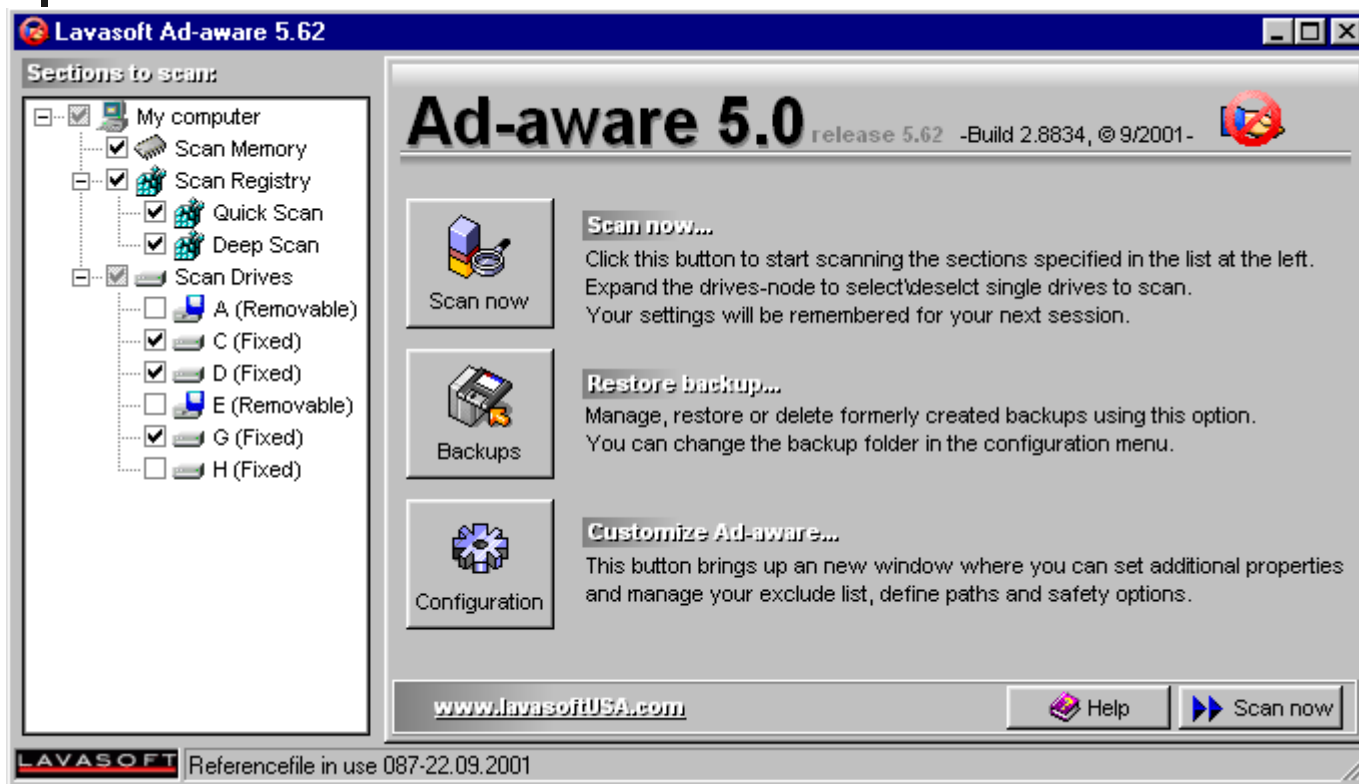 Lavasoft Ad-aware 5.62
Sections to scan:
My computer
Scan Memory
Scan Registry
Quick Scan
Deep Scan
Scan Drives
A (Removable)
C (Fixed)
D (Fixed)
E (Removable)
G (Fixed)
H (Fixed)
Ad-aware 5.0 release 5.62 -Build 2.8834, © 9/2001-
Scan now
Scan now...
Click this button to start scanning the sections specified in the list at the left.
Expand the drives-node to select\deselct single drives to scan.
Your settings will be remembered for your next session.
Backups
Restore backup...
Manage, restore or delete formerly created backups using this option.
You can change the backup folder in the configuration menu.
Configuration
Customize Ad-aware...
This button brings up an new window where you can set additional properties
and manage your exclude list, define paths and safety options.
www.lavasoftUSA.com
Help
Scan now
LAVASOFT
Referencefile in use 087-22.09.2001